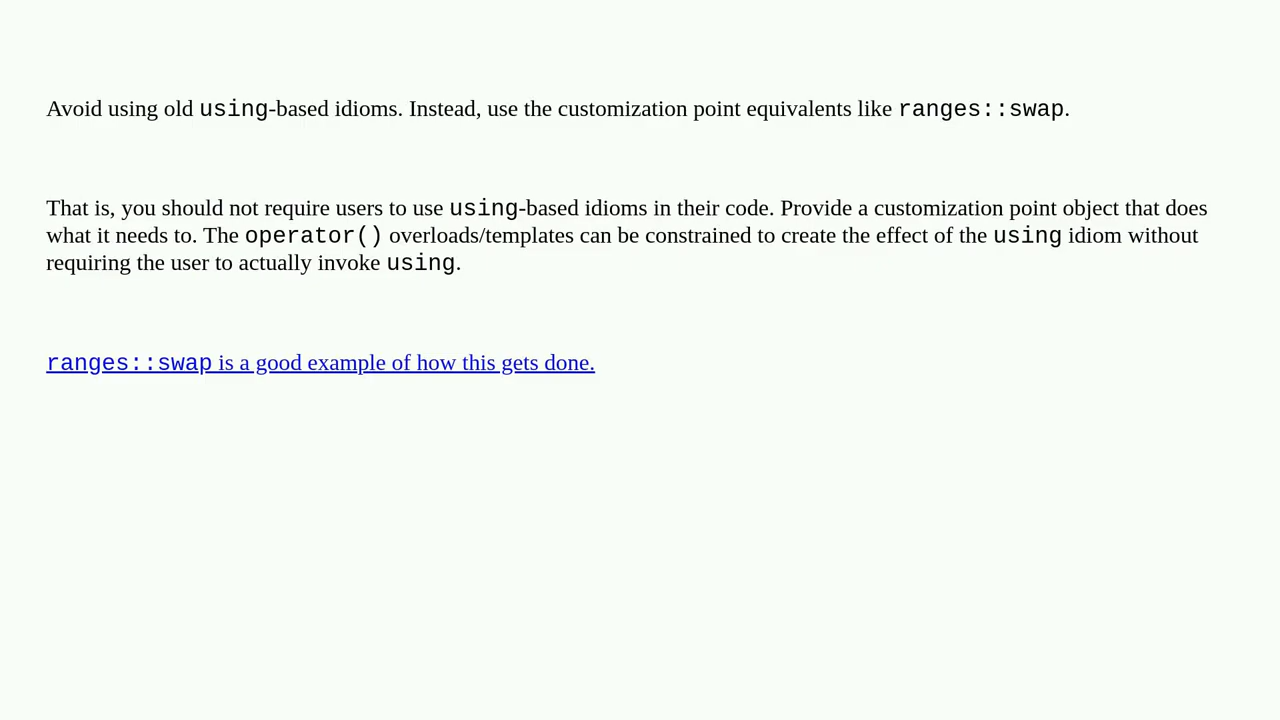 Avoid using old using-based idioms. Instead, use the customization point equivalents like ranges::swap.
That is, you should not require users to use using-based idioms in their code. Provide a customization point object that does
what it needs to. The operator() overloads/templates can be constrained to create the effect of the using idiom without
requiring the user to actually invoke using.
ranges::swap is a good example of how this gets done.